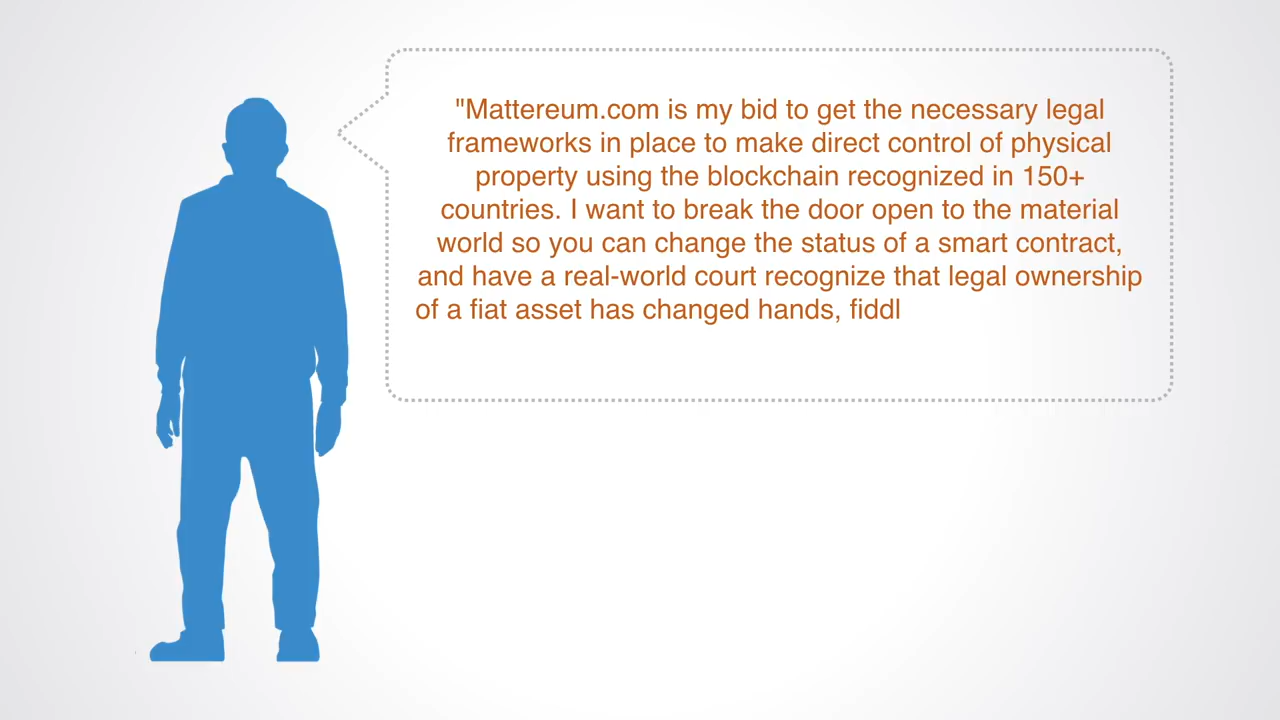 "Mattereum.com is my bid to get the necessary legal
frameworks in place to make direct control of physical
property using the blockchain recognized in 150+
countries. I want to break the door open to the material
world so you can change the status of a smart contract,
and have a real-world court recognize that legal ownership
of a fiat asset has changed hands, fiddl